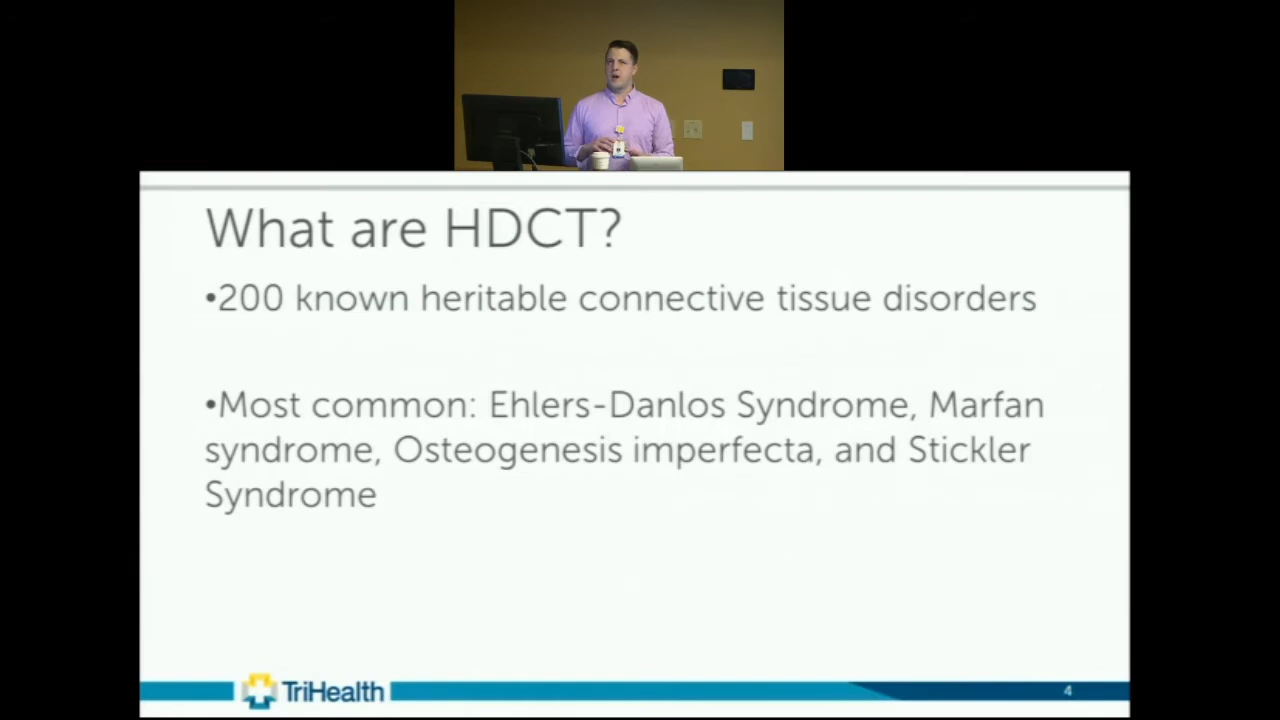 What are HDCT?
•200 known heritable connective tissue disorders
•Most common: Ehlers-Danlos Syndrome, Marfan
syndrome, Osteogenesis imperfecta, and Stickler
Syndrome
TriHealth
4